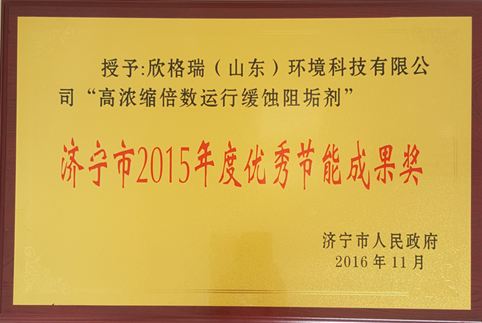 授予:欣格瑞（山东）环境科技有限公
司“高浓缩倍数运行缓蚀阻垢剂”
济宁市2015年度优秀节能成果奖
济宁市人民政府
2016年11月